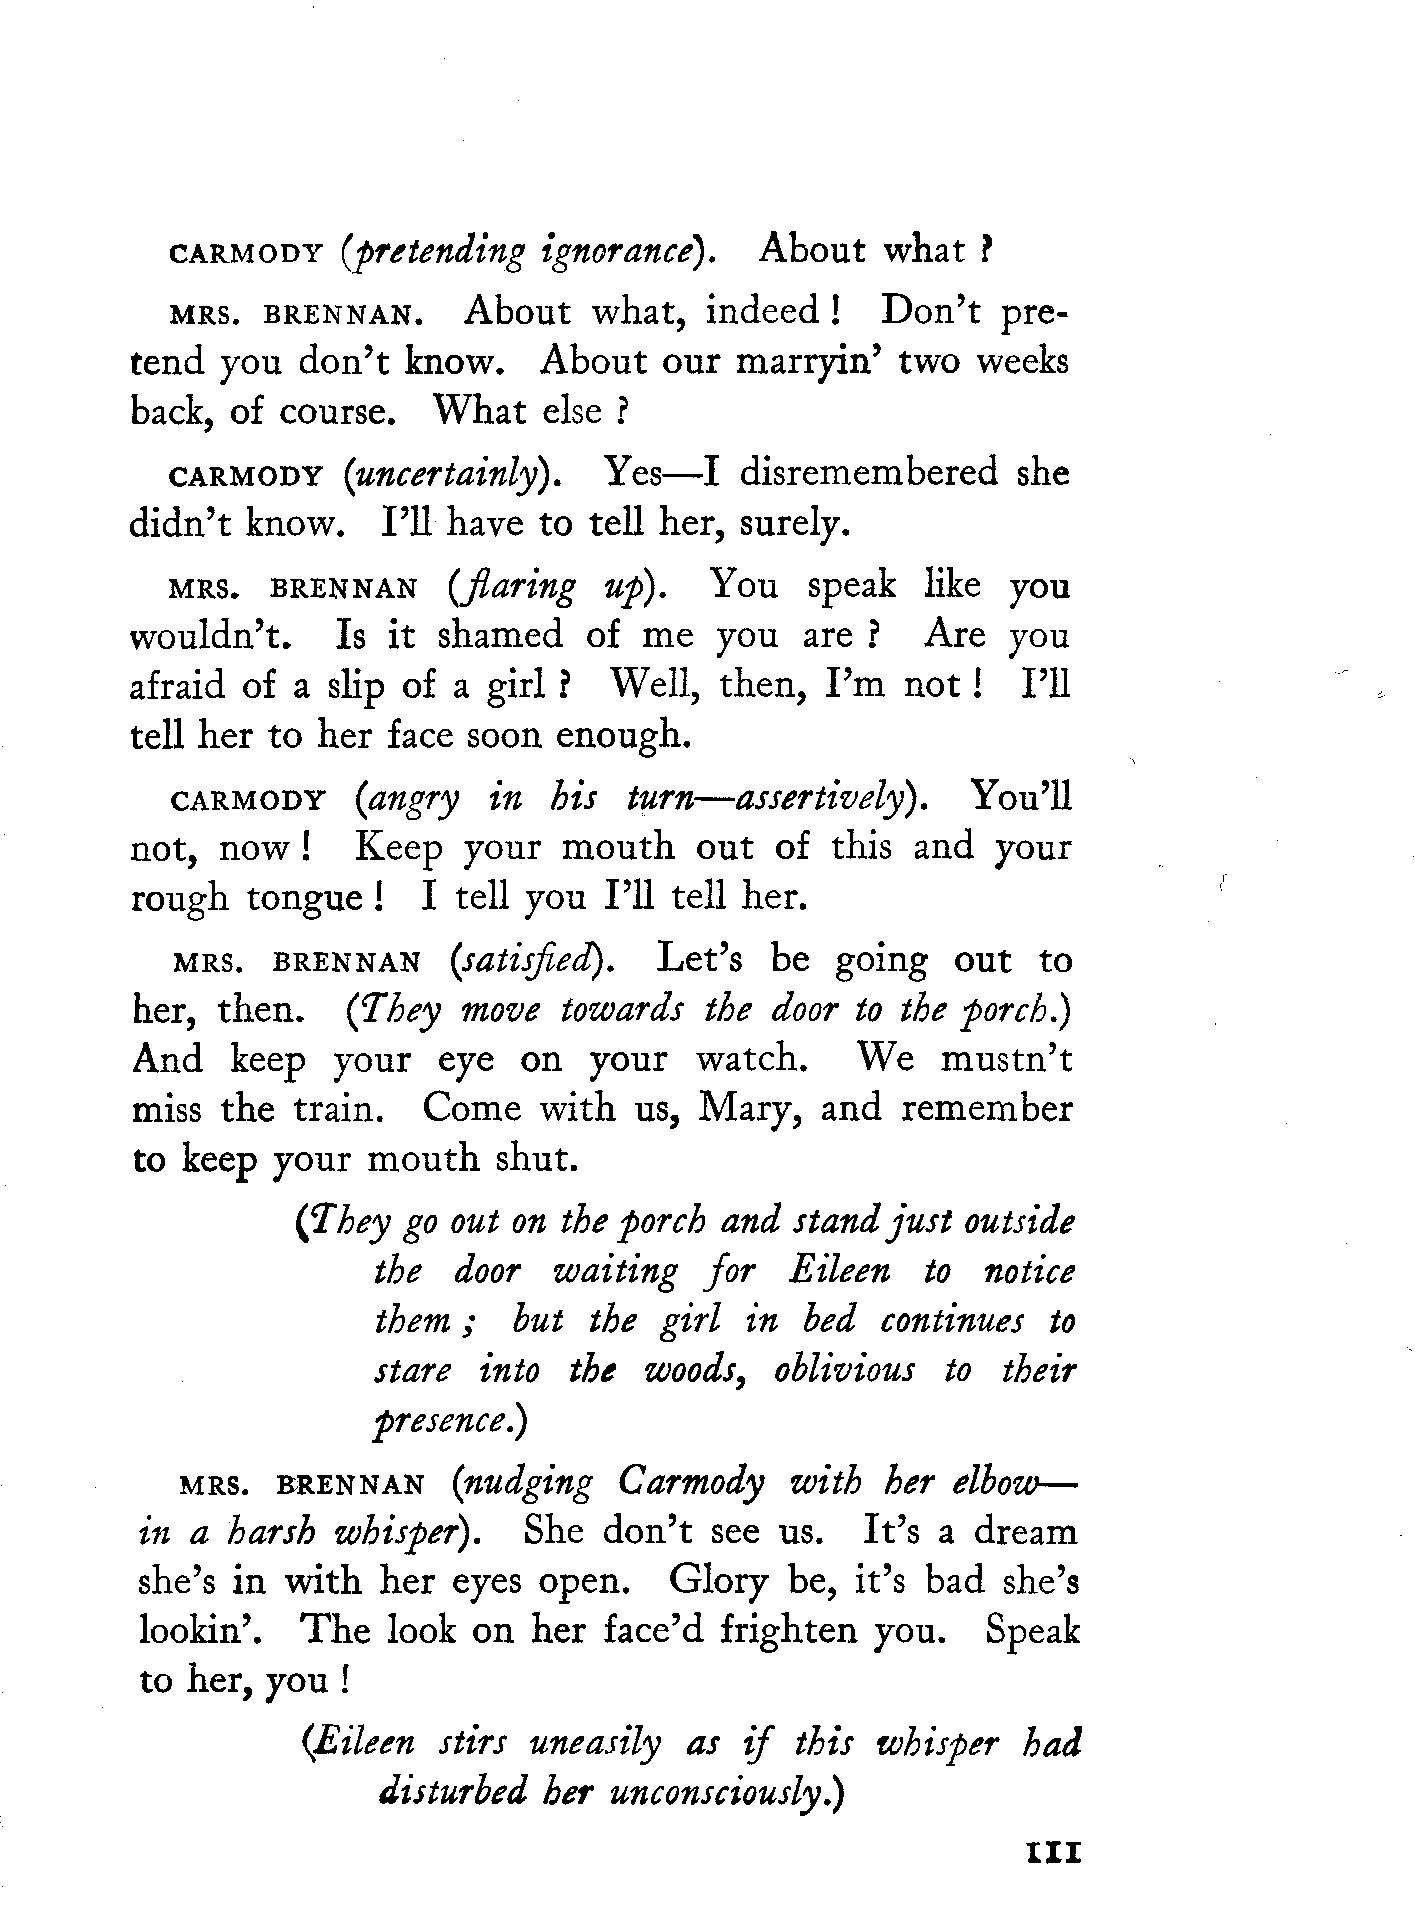 CARMODY (pretending ignorance). About what ?
MRS. BRENNAN. About what, indeed ! Don't pre-
tend you don't know. About our marryin' two weeks
back, of course. What else ?
CARMODY (uncertainly). Yes—I disremembered she
didn't know. I'll have to tell her, surely.
MRS. BRENNAN (flaring up). You speak like you
wouldn't. Is it shamed of me you are ? Are you
afraid of a slip of a girl ? Well, then, I'm not ! I'll
tell her to her face soon enough.
CARMODY (angry in his turn—assertively). You'll
not, now ! Keep your mouth out of this and your
rough tongue ! I tell you I'll tell her.
MRS. BRENNAN (satisfied). Let's be going out to
her, then. (They move towards the door to the porch.)
And keep your eye on your watch. We mustn't
miss the train. Come with us, Mary, and remember
to keep your mouth shut.
(They go out on the porch and stand just outside
the door waiting for Eileen to notice
them ; but the girl in bed continues to
stare into the woods, oblivious to their
presence.)
MRS. BRENNAN (nudging Carmody with her elbow—
in a harsh whisper). She don't see us. It's a dream
she's in with her eyes open. Glory be, it's bad she's
lookin'. The look on her face'd frighten you. Speak
to her, you !
(Eileen stirs uneasily as if this whisper had
disturbed her unconsciously.)
111